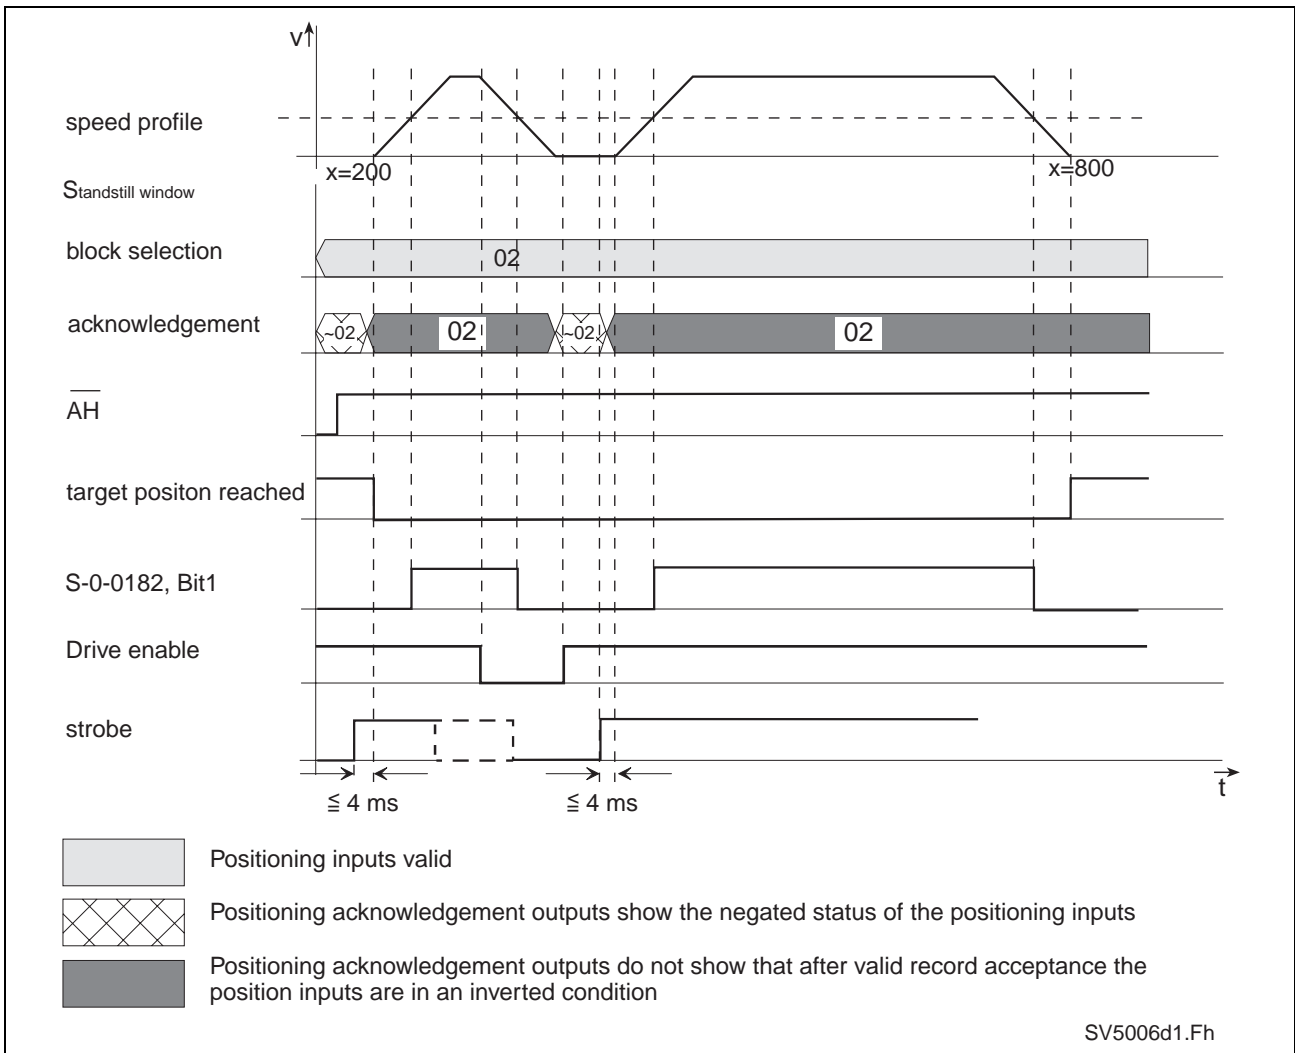 v
speed profile
x=200
x=800
Standstill window
block selection
02
acknowledgement
~02
02
~02
02
AH
target positon reached
S-0-0182, Bit1
Drive enable
strobe
t
≦ 4 ms
≦ 4 ms
Positioning inputs valid
Positioning acknowledgement outputs show the negated status of the positioning inputs
Positioning acknowledgement outputs do not show that after valid record acceptance the
position inputs are in an inverted condition
SV5006d1.Fh